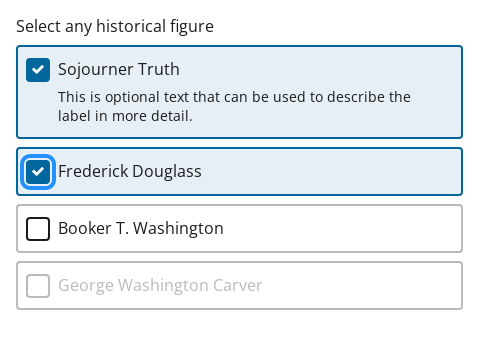 Select any historical figure
Sojourner Truth
This is optional text that can be used to describe the
label in more detail.
Frederick Douglass
Booker T. Washington
George Washington Carver